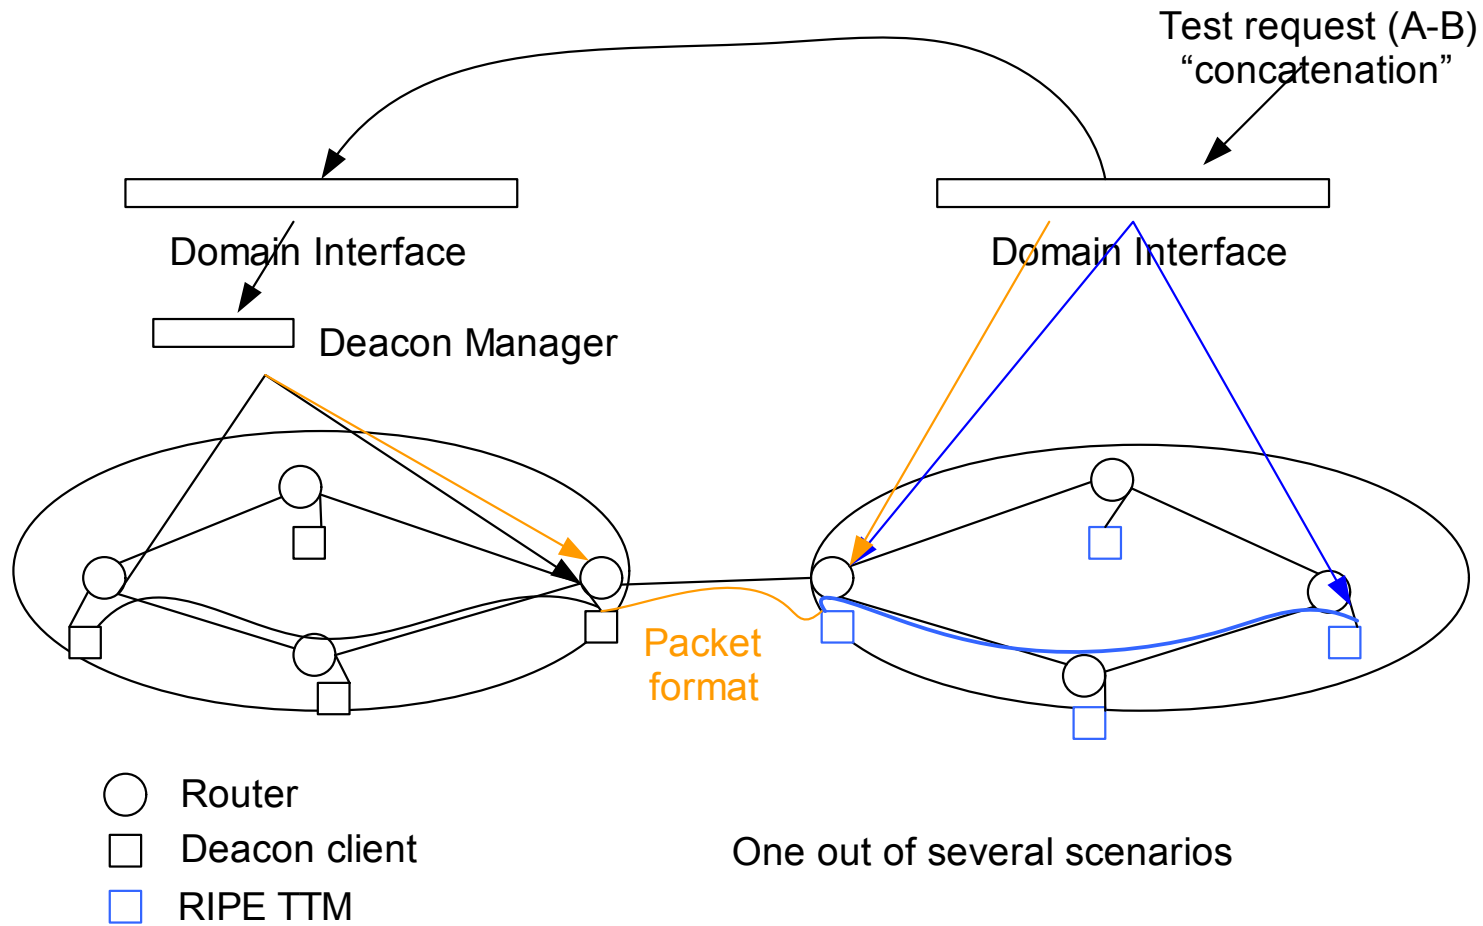 Test request (A-B)
“concatenation”
Domain Interface
Domain Interface
Deacon Manager
Packet
format
Router
Deacon client
One out of several scenarios
RIPE TTM